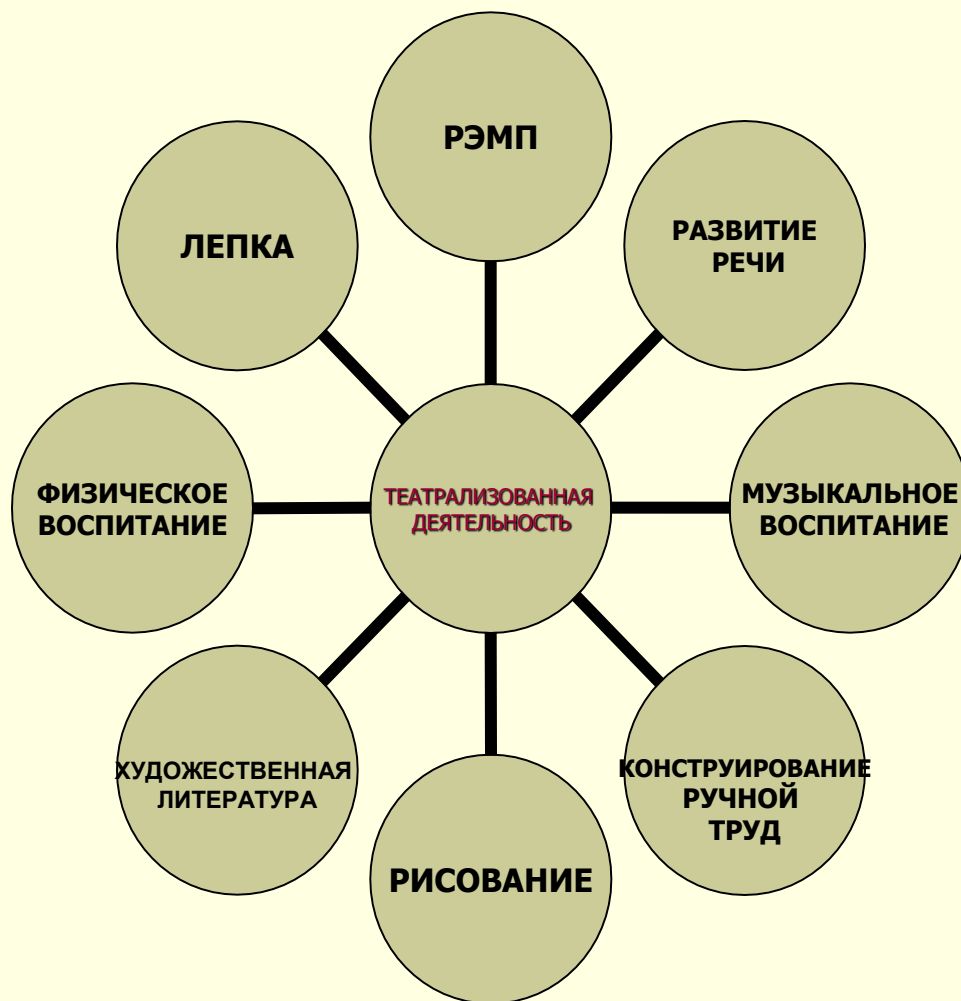 РЭМП
ЛЕПКА
РАЗВИТИЕ
РЕЧИ
ФИЗИЧЕСКОЕ
ВОСПИТАНИЕ
ТЕАТРАЛИЗОВАННАЯ
ДЕЯТЕЛЬНОСТЬ
МУЗЫКАЛЬНОЕ
ВОСПИТАНИЕ
ХУДОЖЕСТВЕННАЯ
ЛИТЕРАТУРА
КОНСТРУИРОВАНИЕ
РУЧНОЙ
ТРУД
РИСОВАНИЕ